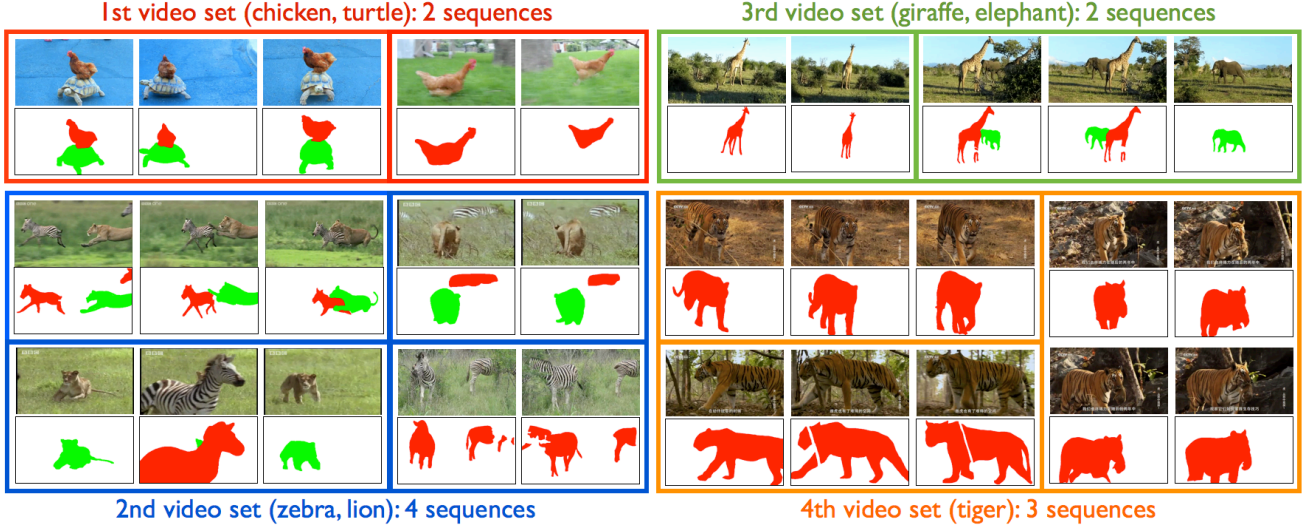 1st video set (chicken, turtle): 2 sequences
3rd video set (giraffe, elephant): 2 sequences
2nd video set (zebra, lion): 4 sequences
4th video set (tiger): 3 sequences